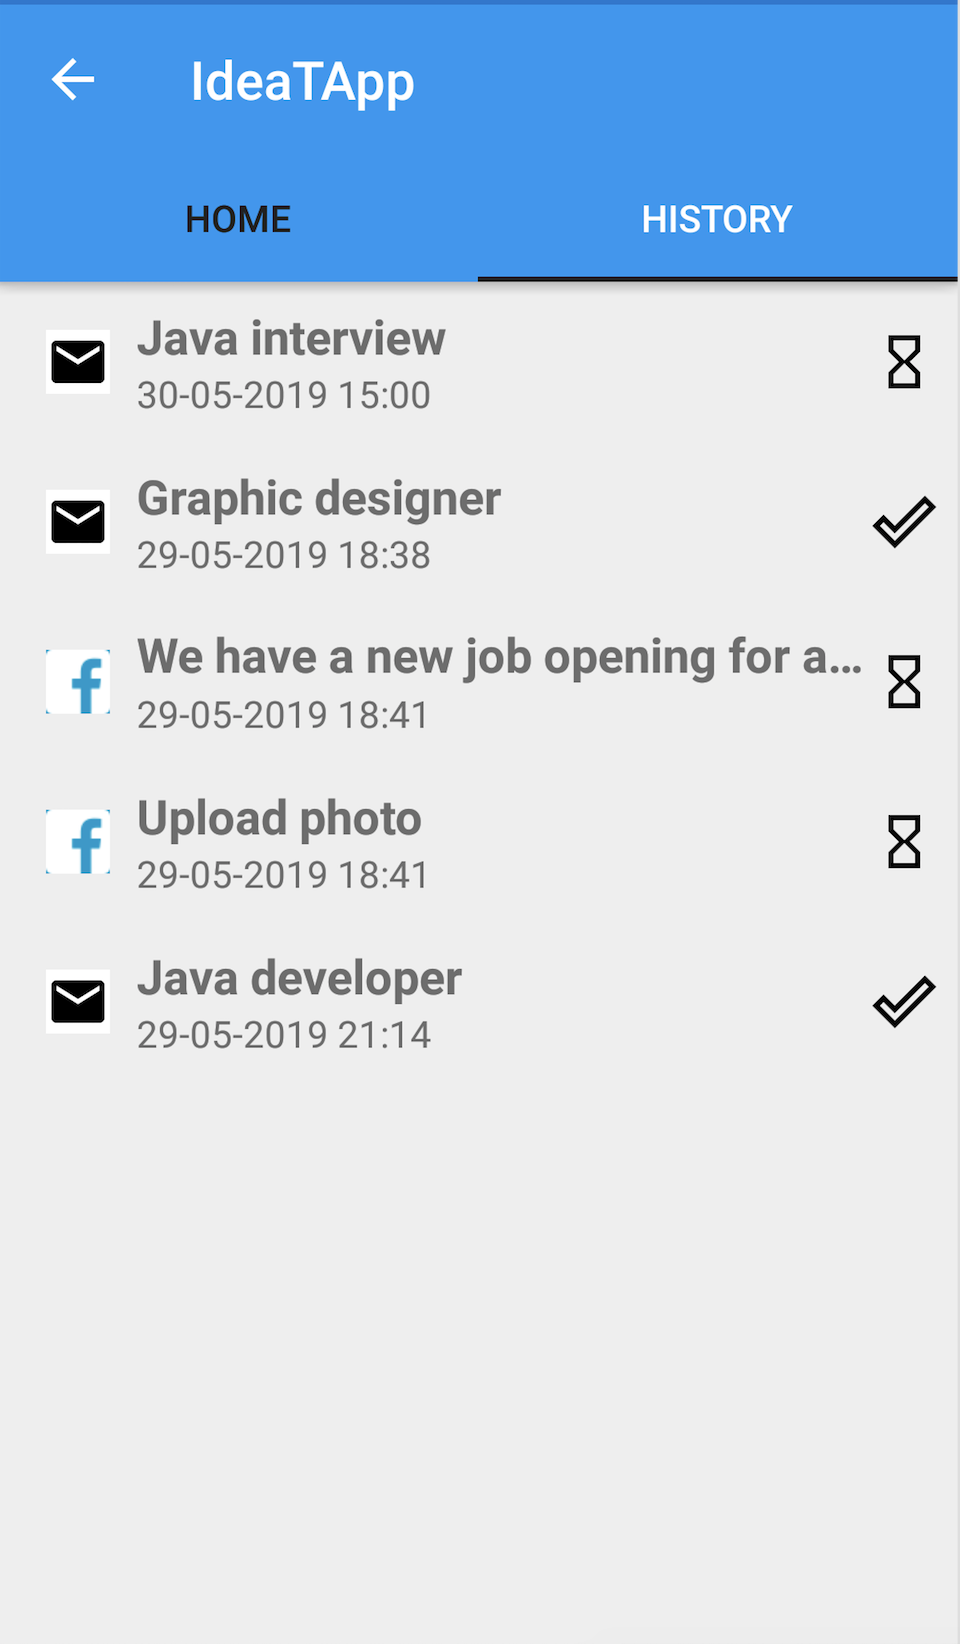 IdeaTApp
HOME
HISTORY
Java interview
30-05-2019 15:00
Graphic designer
29-05-2019 18:38
We have a new job opening for a...
29-05-2019 18:41
Upload photo
29-05-2019 18:41
Java developer
29-05-2019 21:14